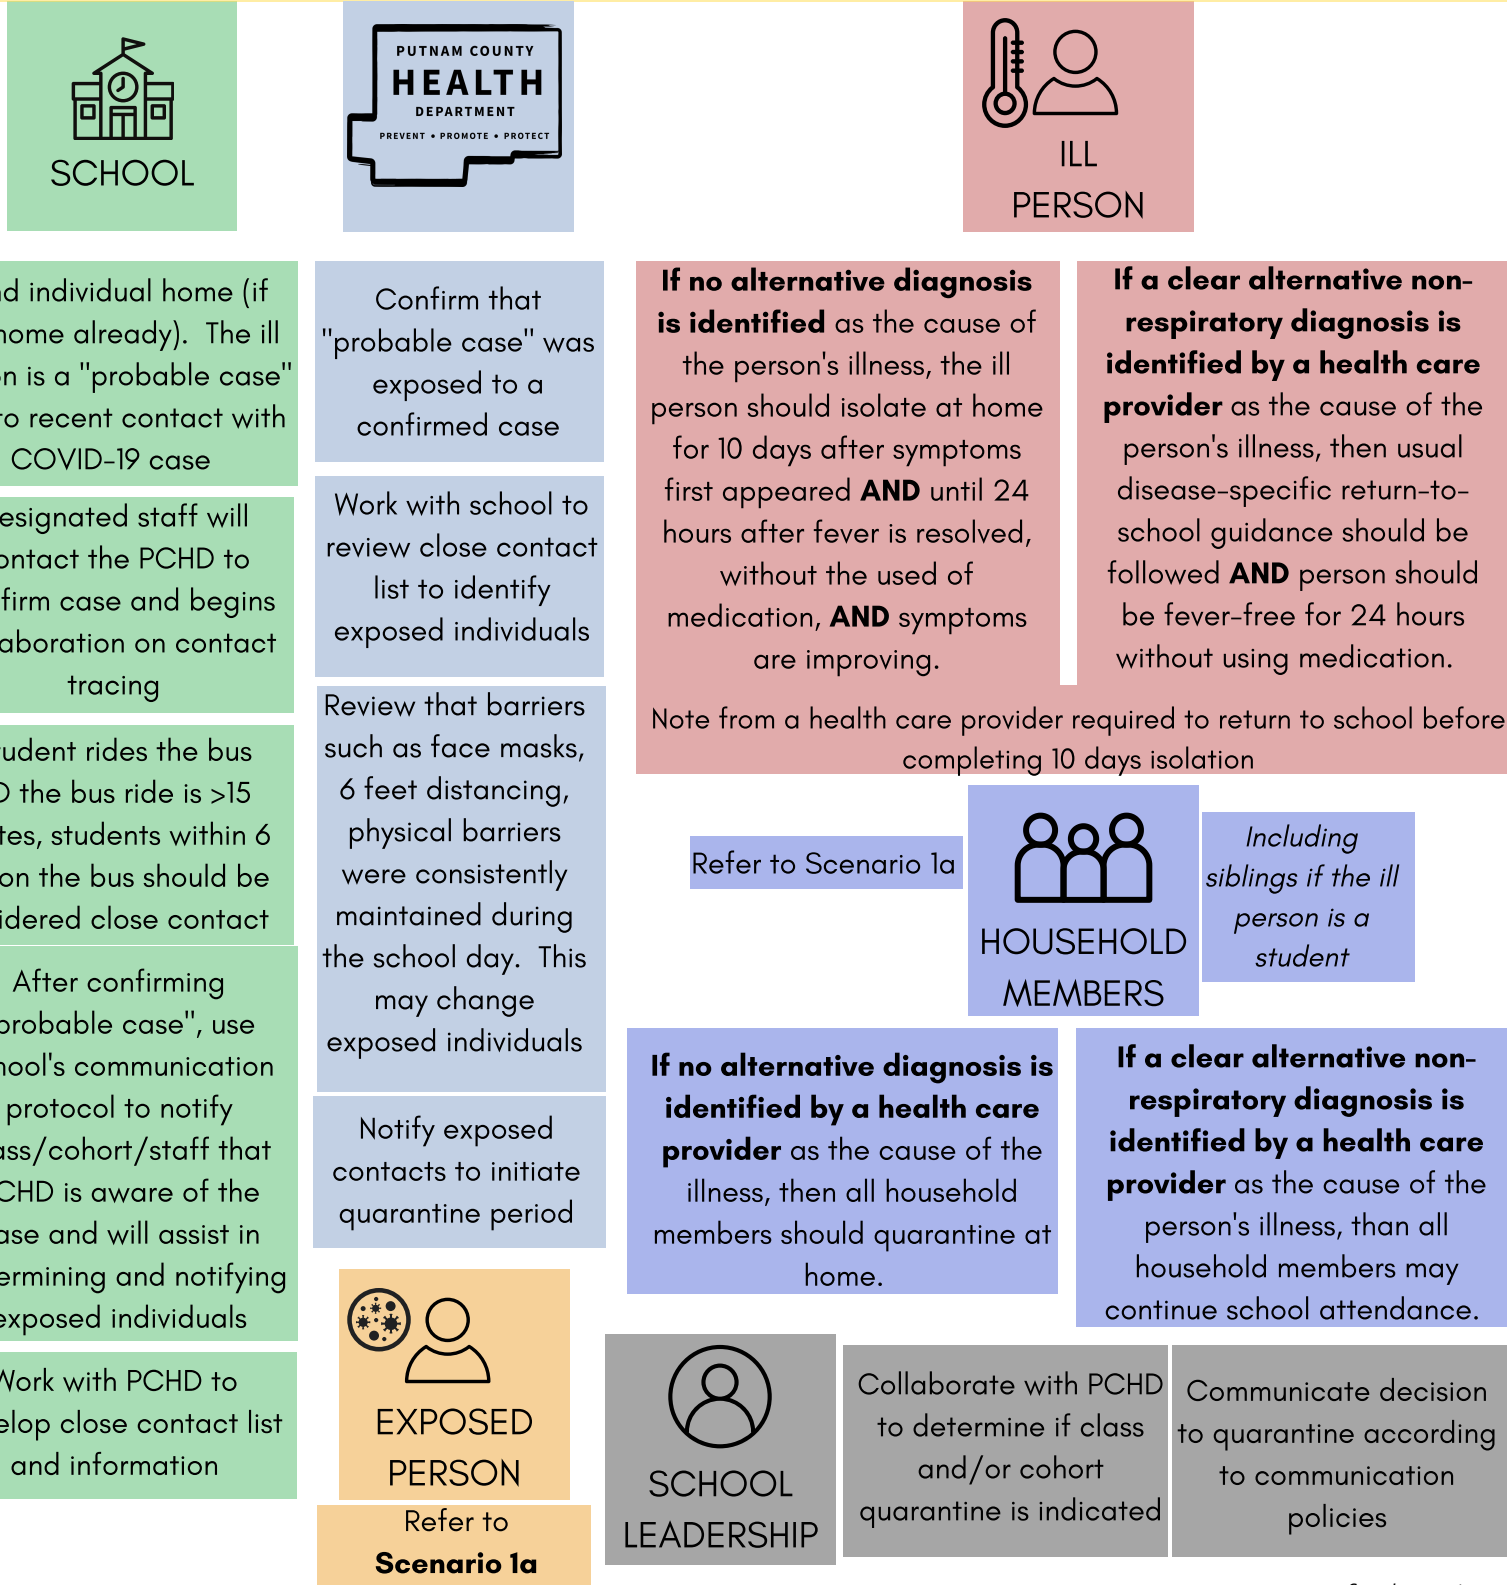 SCHOOL
individual home (if
home already).  The ill
is a "probable case"
to recent contact with
COVID-19 case
staff will
the PCHD to
case and begins
on contact
tracing
rides the bus
the bus ride is >15
students within 6
on the bus should be
close contact
After confirming
probable case", use
communication
protocol to notify
class/cohort/staff that
is aware of the
and will assist in
and notifying
exposed individuals
Work with PCHD to
close contact list
and information
PUTNAM COUNTY
HEALTH
DEPARTMENT
PREVENT • PROMOTE • PROTECT
Confirm that
"probable case" was
exposed to a
confirmed case
Work with school to
review close contact
list to identify
exposed individuals
Review that barriers
such as face masks,
6 feet distancing,
physical barriers
were consistently
maintained during
the school day.  This
may change
exposed individuals
Notify exposed
contacts to initiate
quarantine period
EXPOSED
PERSON
Refer to
Scenario 1a
ILL
PERSON
If no alternative diagnosis
is identified as the cause of
the person's illness, the ill
person should isolate at home
for 10 days after symptoms
first appeared AND until 24
hours after fever is resolved,
without the used of
medication, AND symptoms
are improving.
If a clear alternative non-
respiratory diagnosis is
identified by a health care
provider as the cause of the
person's illness, then usual
disease-specific return-to-
school guidance should be
followed AND person should
be fever-free for 24 hours
without using medication.
Note from a health care provider required to return to school before
completing 10 days isolation
Refer to Scenario 1a
HOUSEHOLD
MEMBERS
Including
siblings if the ill
person is a
student
If no alternative diagnosis is
identified by a health care
provider as the cause of the
illness, then all household
members should quarantine at
home.
If a clear alternative non-
respiratory diagnosis is
identified by a health care
provider as the cause of the
person's illness, than all
household members may
continue school attendance.
SCHOOL
LEADERSHIP
Collaborate with PCHD
to determine if class
and/or cohort
quarantine is indicated
Communicate decision
to quarantine according
to communication
policies